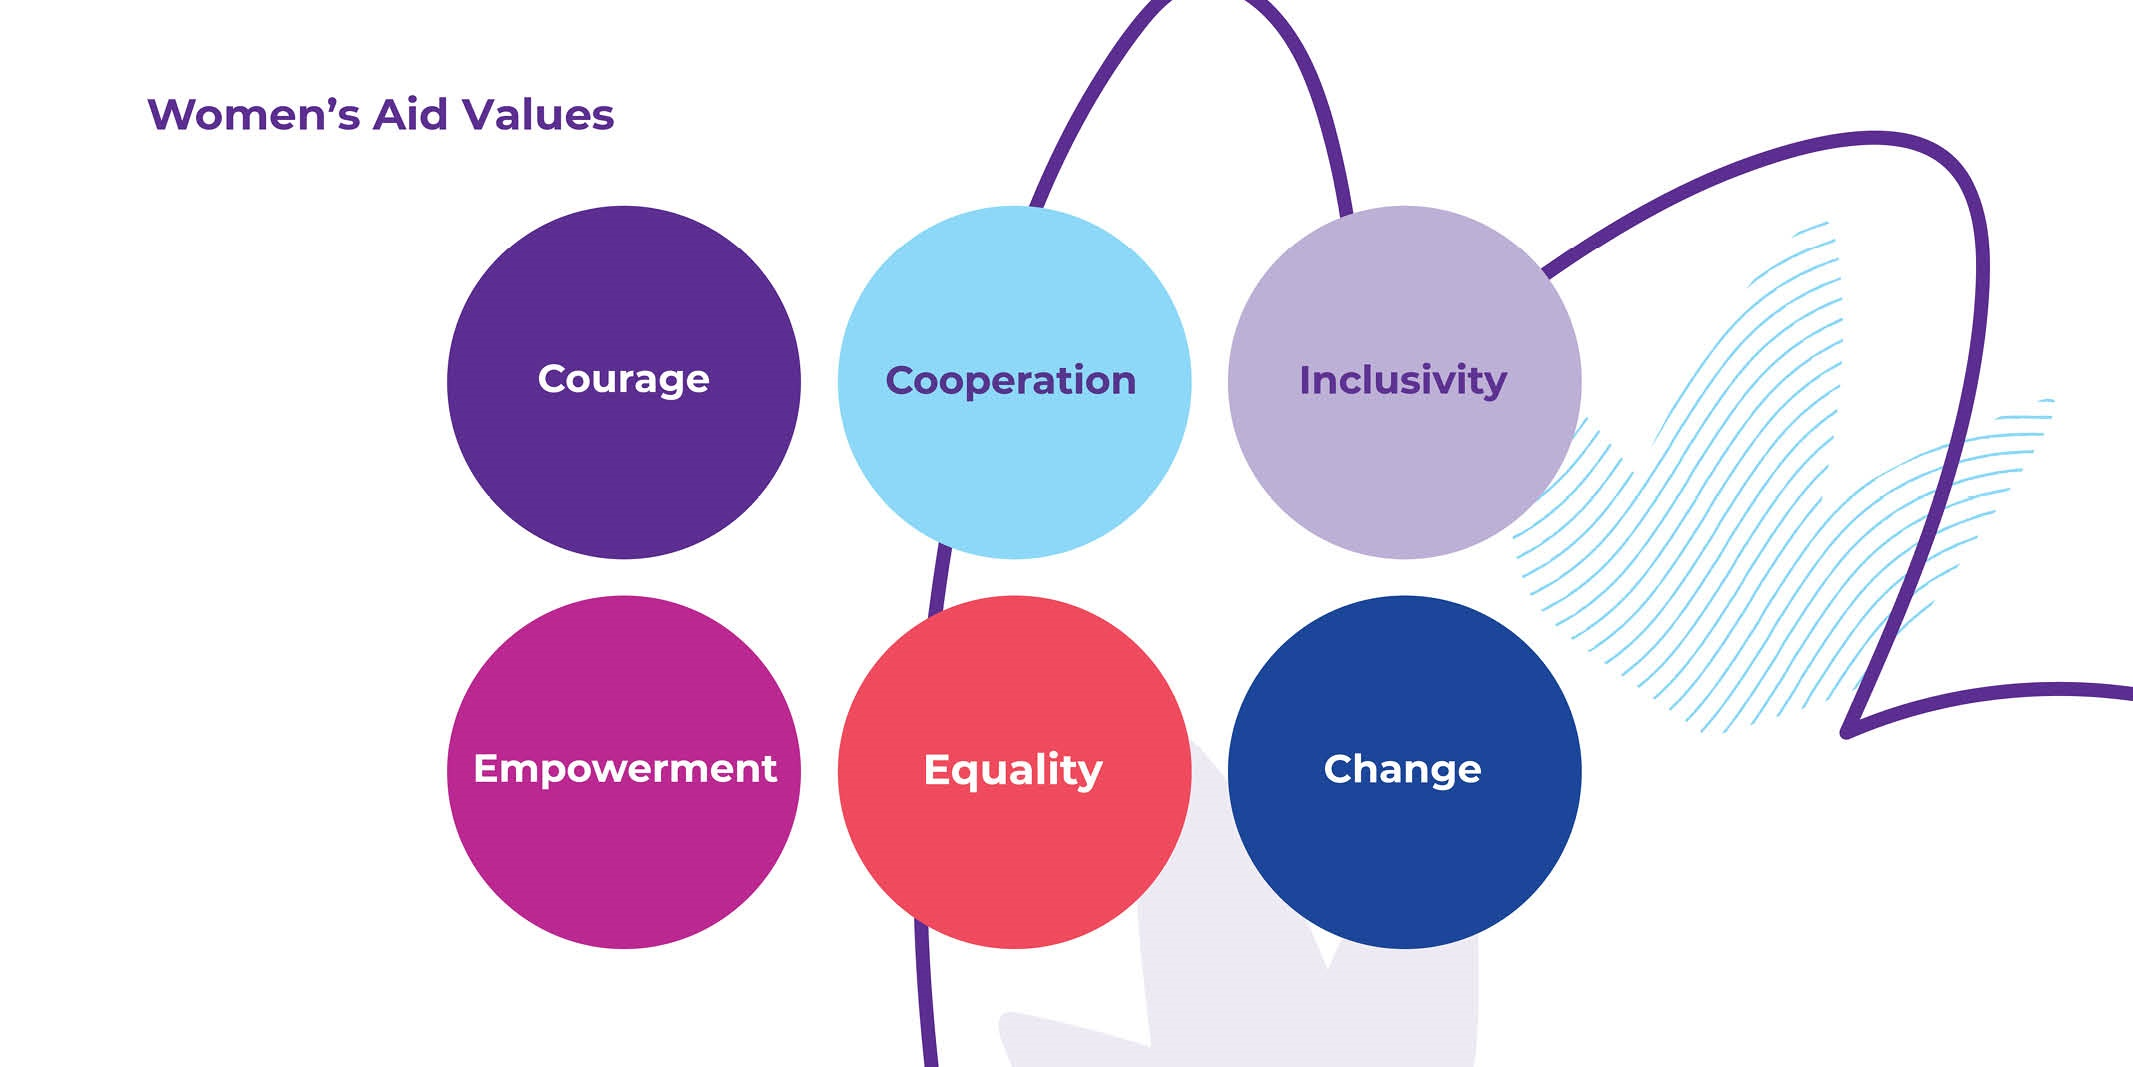 Women’s Aid Values
Courage
Cooperation
Inclusivity
Empowerment
Equality
Change